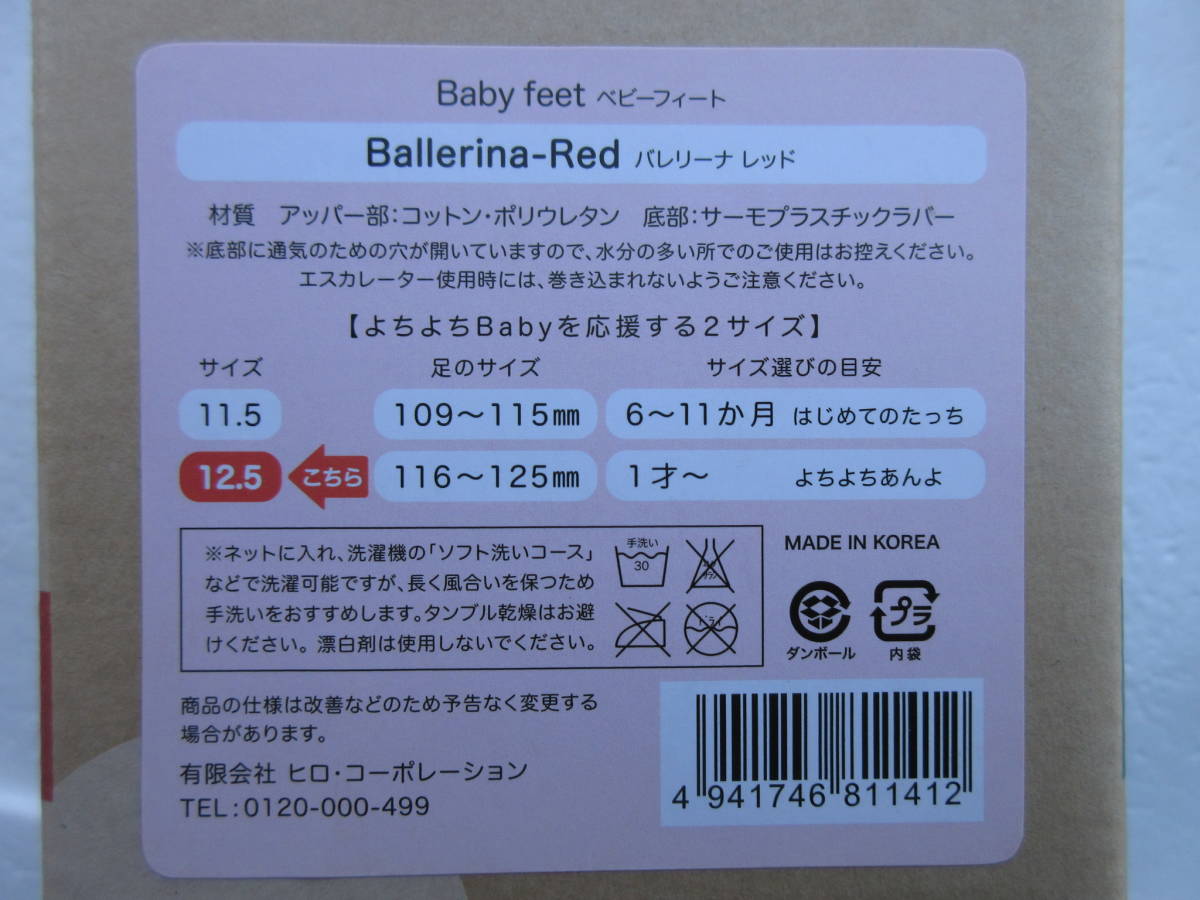 Baby feet ベビーフィート
Ballerina-Red バレリーナ レッド
材質 アッパー部：コットン・ポリウレタン 底部：サーモプラスチックラバー
※底部に通気のための穴が開いていますので、水分の多い所でのご使用はお控えください。
エスカレーター使用時には、巻き込まれないようご注意ください。
【よちよちBabyを応援する2サイズ】
サイズ 足のサイズ サイズ選びの目安
11.5 109〜115㎜ 6〜11か月 はじめてのたっち
12.5 こちら 116〜125㎜ 1才〜 よちよちあんよ
※ネットに入れ、洗濯機の「ソフト洗いコース」
などで洗濯可能ですが、長く風合いを保つため
手洗いをおすすめします。タンブル乾燥はお避
けください。漂白剤は使用しないでください。
手洗い
30
ドライ
MADE IN KOREA
プラ
ダンボール 内袋
商品の仕様は改善などのため予告なく変更する
場合があります。
有限会社 ヒロ・コーポレーション
TEL:0120-000-499
4 941746 811412